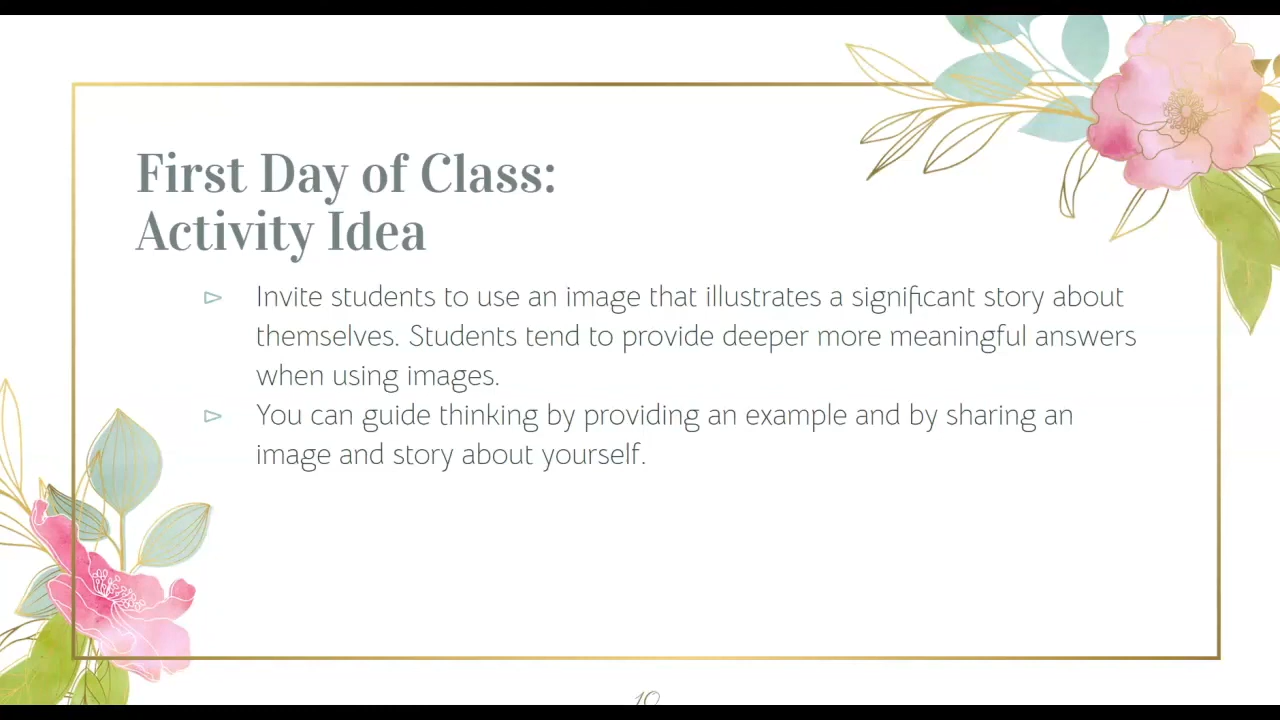 First Day of Class:
Activity Idea
Invite students to use an image that illustrates a significant story about
themselves. Students tend to provide deeper more meaningful answers
when using images.
You can guide thinking by providing an example and by sharing an
image and story about yourself.
10